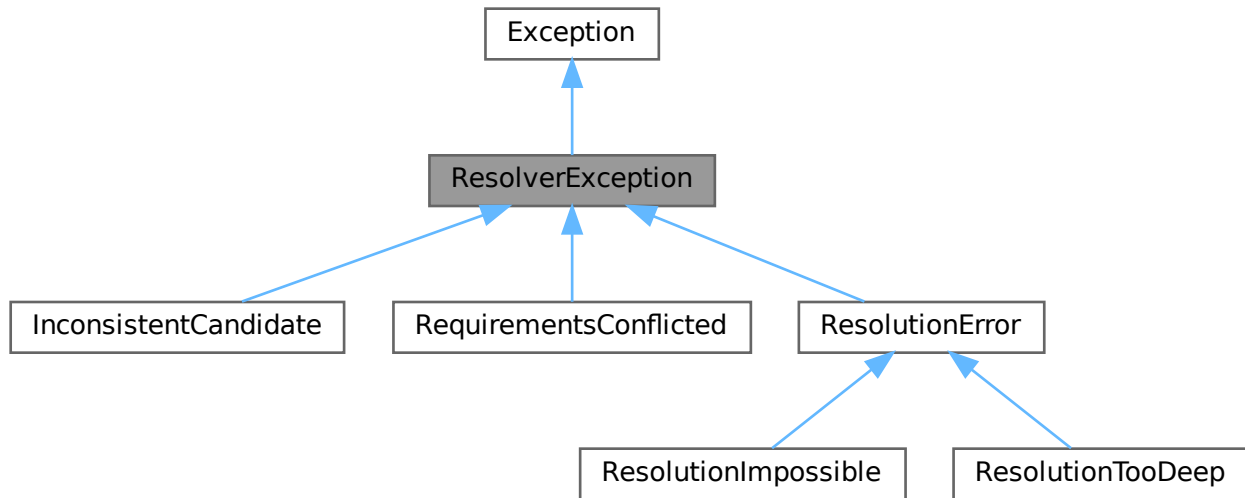 Exception
ResolverException
InconsistentCandidate
RequirementsConflicted
ResolutionError
ResolutionImpossible
ResolutionTooDeep